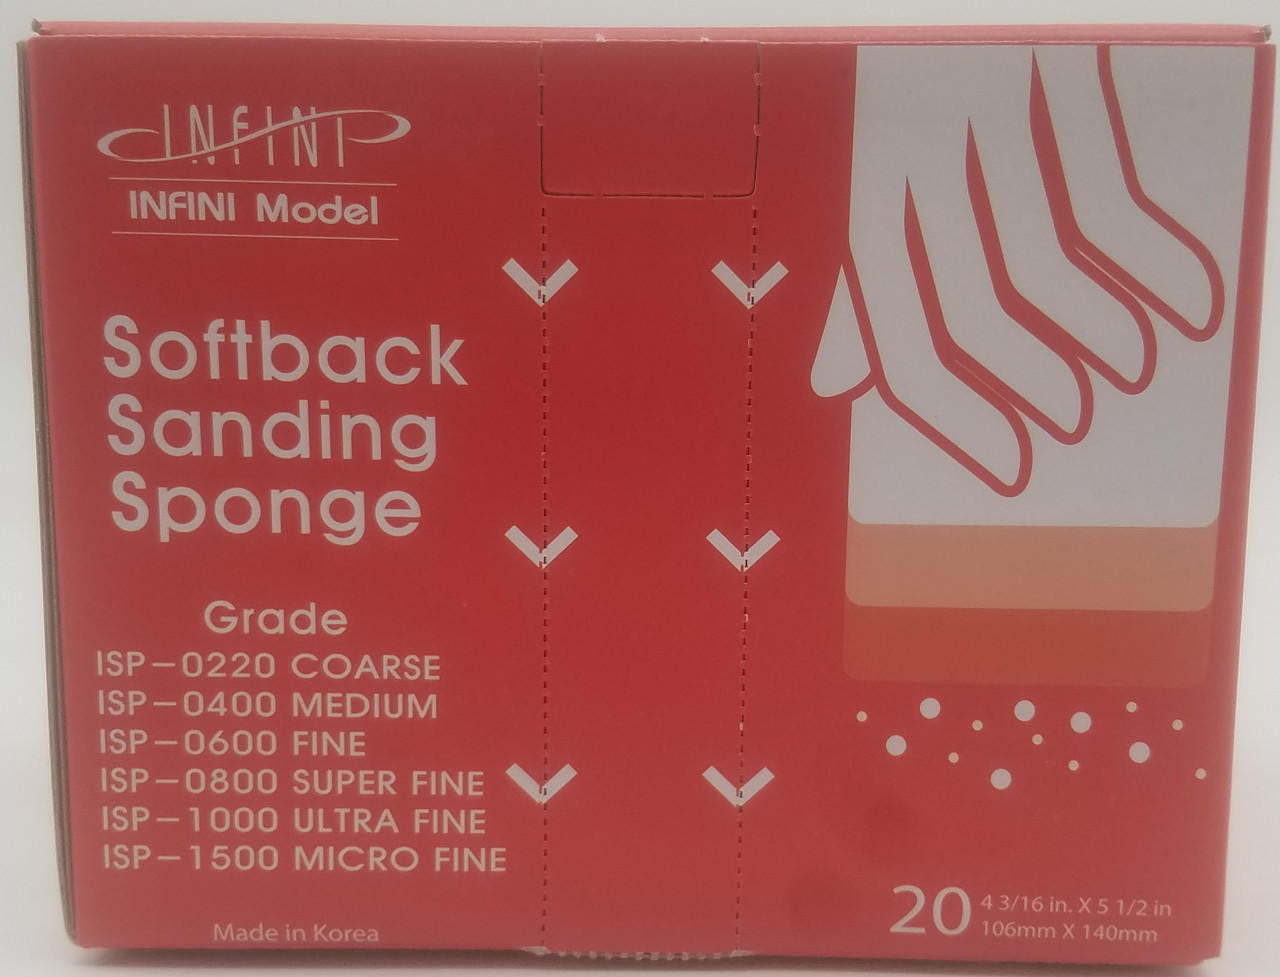 INFINI
INFINI Model
Softback
Sanding
Sponge
Grade
ISP-0220 COARSE
ISP-0400 MEDIUM
ISP-0600 FINE
ISP-0800 SUPER FINE
ISP-1000 ULTRA FINE
ISP-1500 MICRO FINE
Made in Korea
20
4 3/16 in. X 5 1/2 in
106mm X 140mm